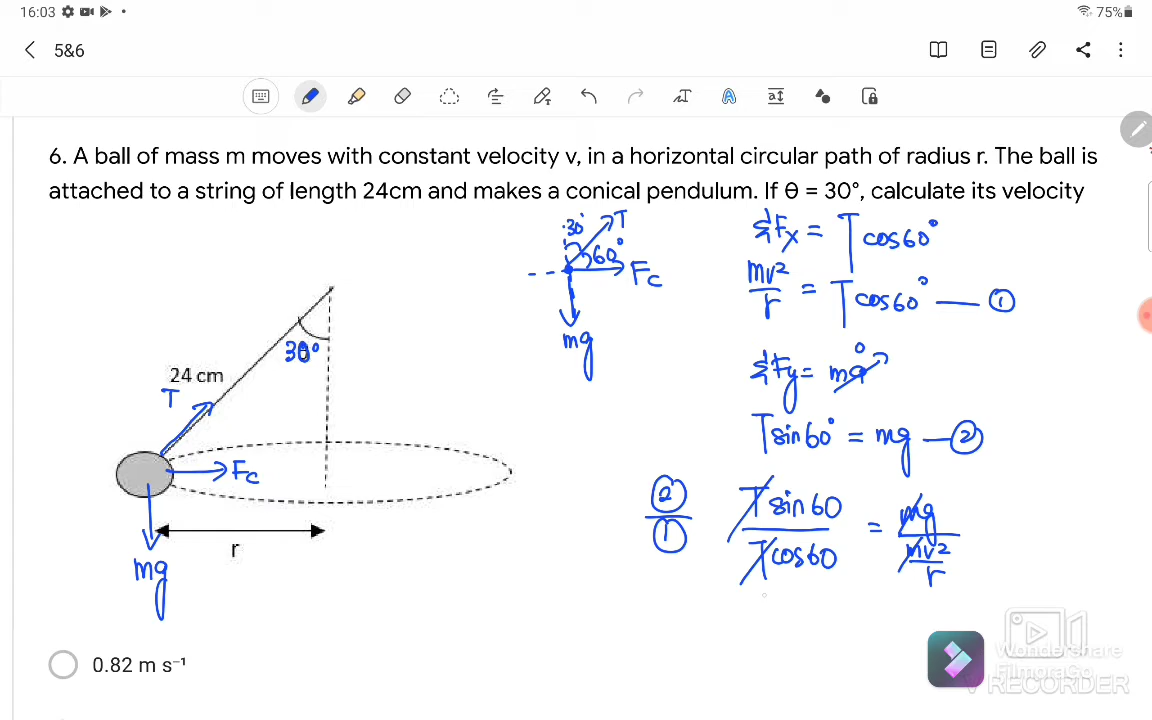 16:03
75%
5&6
6. A ball of mass m moves with constant velocity v, in a horizontal circular path of radius r. The ball is
attached to a string of length 24cm and makes a conical pendulum. If θ = 30°, calculate its velocity
30° T
60°
Fc
mg
ΣFx = T cos60°
mv²/r = T cos60° — ①
ΣFy = ma 0
T sin60° = mg — ②
②/① T sin60 / T cos60 = mg / mv²/r
30°
24 cm
T
Fc
r
mg
0.82 m s⁻¹
Wondershare
FilmoraGo
RECORDER